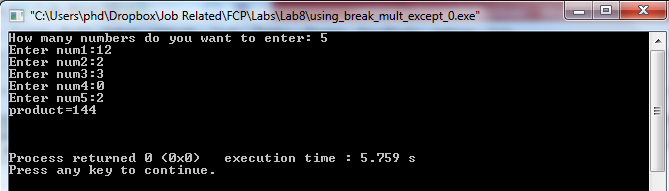 "C:\Users\phd\Dropbox\Job Related\FCP\Labs\Lab8\using_break_mult_except_0.exe"
How many numbers do you want to enter: 5
Enter num1:12
Enter num2:2
Enter num3:3
Enter num4:0
Enter num5:2
product=144
Process returned 0 (0x0)   execution time : 5.759 s
Press any key to continue.